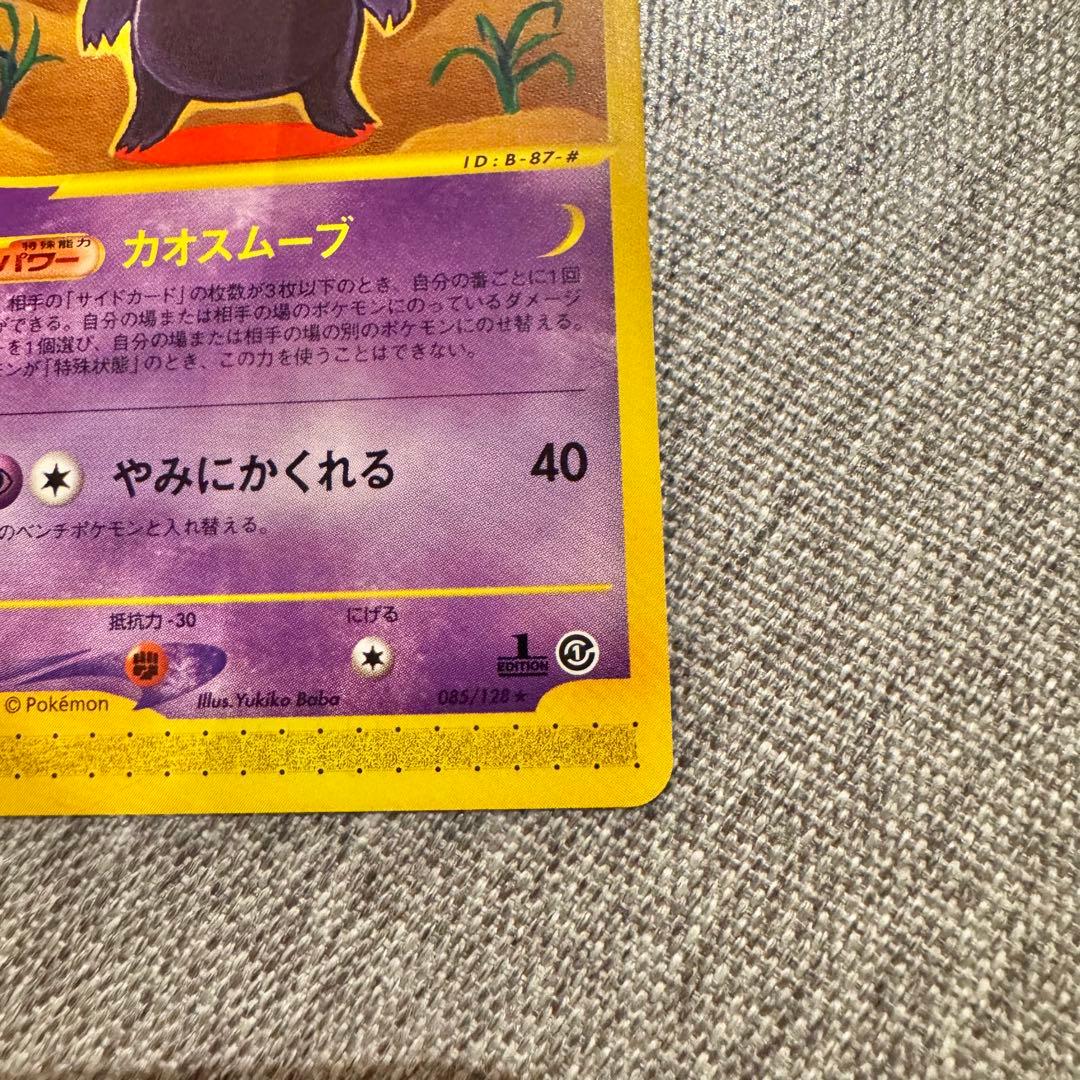 ID:B-87-#
特殊能力
パワー カオスムーブ
相手の「サイドカード」の枚数が3枚以下のとき、自分の番ごとに1回
ができる。自分の場または相手の場のポケモンにのっているダメージ
を1個選び、自分の場または相手の場の別のポケモンにのせ替える。
ンが「特殊状態」のとき、この力を使うことはできない。
やみにかくれる 40
のベンチポケモンと入れ替える。
抵抗力 -30 にげる
1
EDITION
© Pokémon Illus. Yukiko Baba 085/128 ★